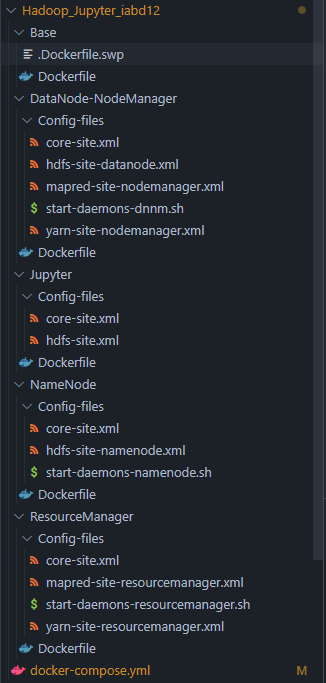 Hadoop_Jupyter_iabd12
Base
.Dockerfile.swp
Dockerfile
DataNode-NodeManager
Config-files
core-site.xml
hdfs-site-datanode.xml
mapred-site-nodemanager.xml
$ start-daemons-dnnm.sh
yarn-site-nodemanager.xml
Dockerfile
Jupyter
Config-files
core-site.xml
hdfs-site.xml
Dockerfile
NameNode
Config-files
core-site.xml
hdfs-site-namenode.xml
$ start-daemons-namenode.sh
Dockerfile
ResourceManager
Config-files
core-site.xml
mapred-site-resourcemanager.xml
$ start-daemons-resourcemanager.sh
yarn-site-resourcemanager.xml
Dockerfile
docker-compose.yml M